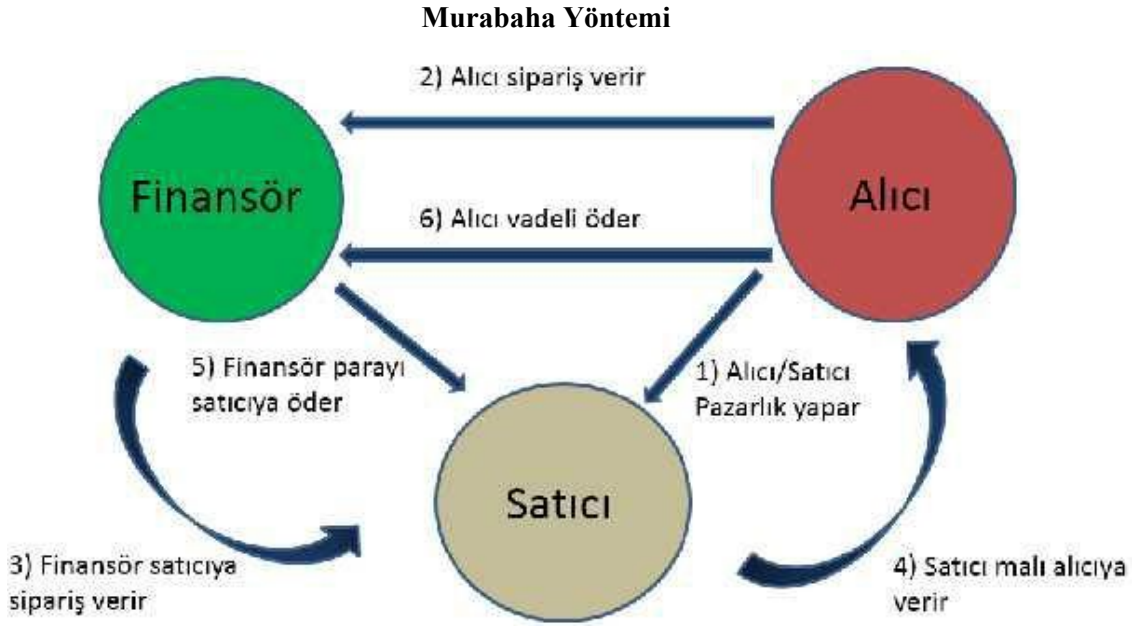 Murabaha Yöntemi
2) Alıcı sipariş verir
Finansör
Alıcı
6) Alıcı vadeli öder
5) Finansör parayı
satıcıya öder
1) Alıcı/Satıcı
Pazarlık yapar
Satıcı
3) Finansör satıcıya
sipariş verir
4) Satıcı malı alıcıya
verir